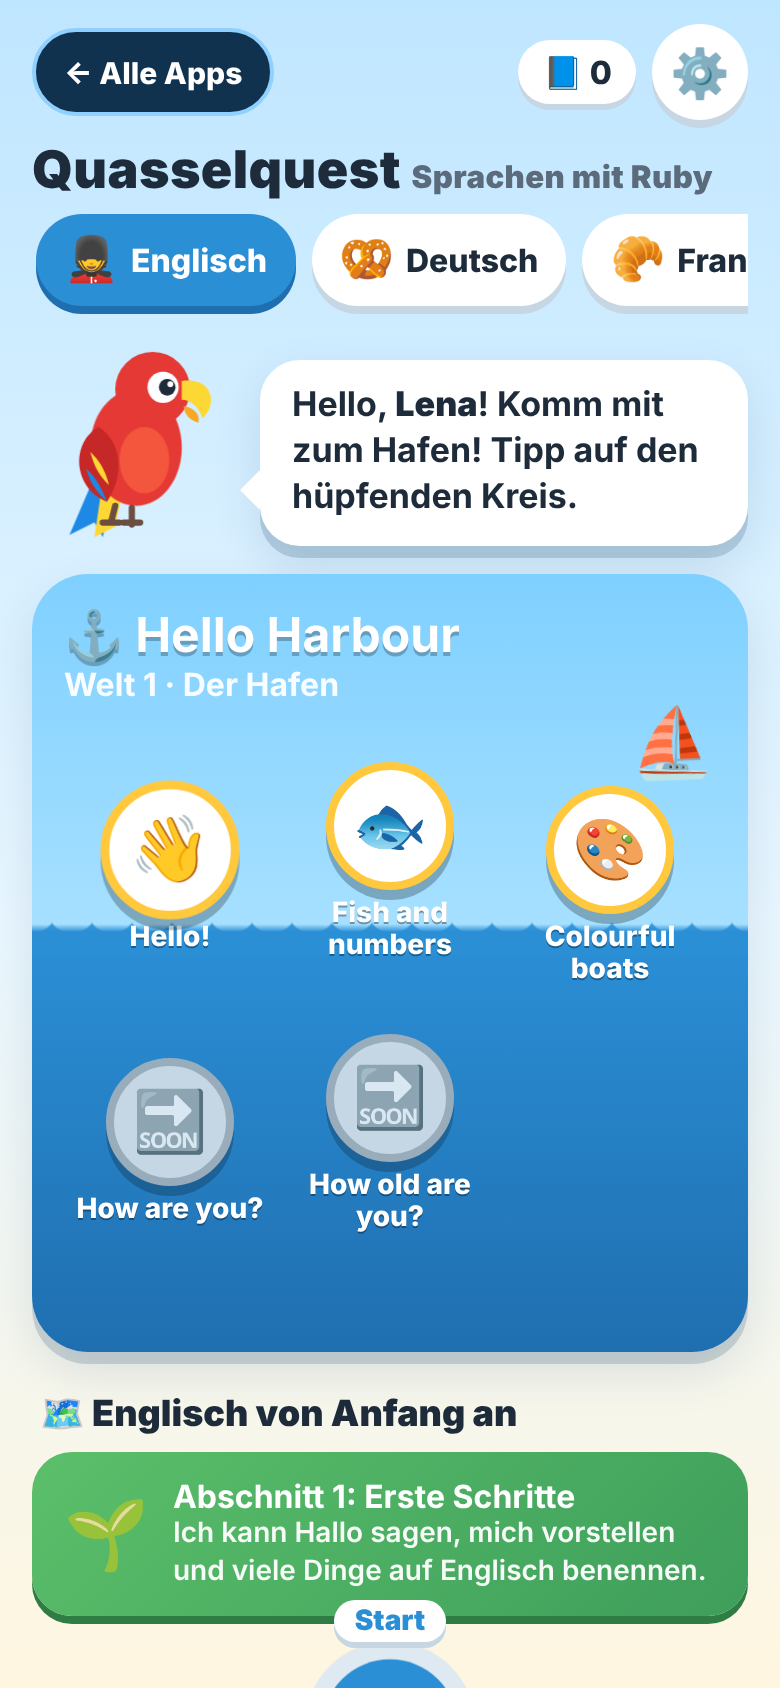 ← Alle Apps
0
Quasselquest Sprachen mit Ruby
Englisch
Deutsch
Fran
Hello, Lena! Komm mit
zum Hafen! Tipp auf den
hüpfenden Kreis.
Hello Harbour
Welt 1 · Der Hafen
Hello!
Fish and
numbers
Colourful
boats
SOON
SOON
How are you?
How old are
you?
Englisch von Anfang an
Abschnitt 1: Erste Schritte
Ich kann Hallo sagen, mich vorstellen
und viele Dinge auf Englisch benennen.
Start